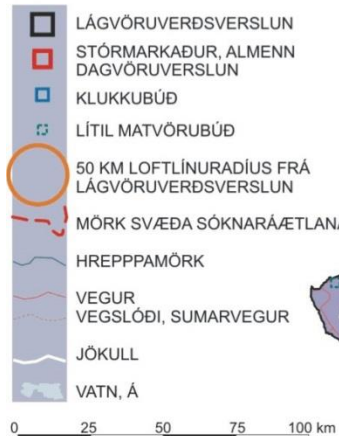 LÁGVÖRUVERÐSVERSLUN
STÓRMARKAÐUR, ALMENN
DAGVÖRUVERSLUN
KLUKKUBÚÐ
LÍTIL MATVÖRUBÚÐ
50 KM LOFTLÍNURADÍUS FRÁ
LÁGVÖRUVERÐSVERSLUN
MÖRK SVÆÐA SÓKNARÁÆTLANA
HREPPPAMÖRK
VEGUR
VEGSLÓÐI, SUMARVEGUR
JÖKULL
VATN, Á
0 25 50 75 100 km